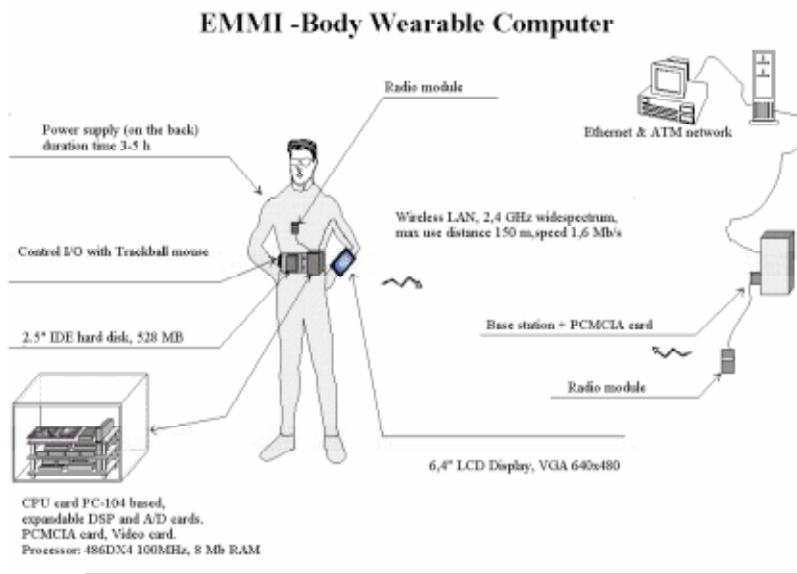 EMMI -Body Wearable Computer
Radio module
Ethernet & ATM network
Power supply (on the back)
duration time 3-5 h
Wireless LAN, 2,4 GHz widespectrum,
max use distance 150 m,speed 1,6 Mb/s
Control I/O with Trackball mouse
Base station + PCMCIA card
2.5" IDE hard disk, 528 MB
Radio module
6,4" LCD Display, VGA 640x480
CPU card PC-104 based,
expandable DSP and A/D cards.
PCMCIA card, Video card.
Processor: 486DX4 100MHz, 8 Mb RAM